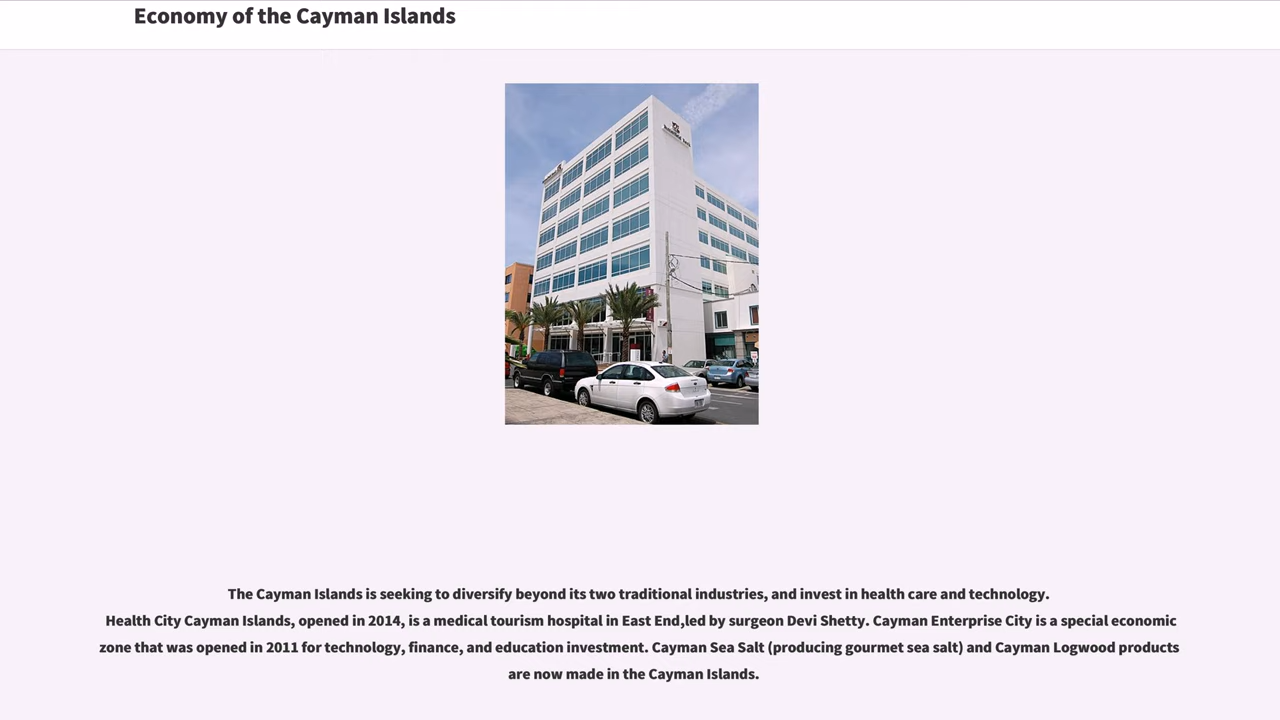 Economy of the Cayman Islands
The Cayman Islands is seeking to diversify beyond its two traditional industries, and invest in health care and technology.
Health City Cayman Islands, opened in 2014, is a medical tourism hospital in East End,led by surgeon Devi Shetty. Cayman Enterprise City is a special economic
zone that was opened in 2011 for technology, finance, and education investment. Cayman Sea Salt (producing gourmet sea salt) and Cayman Logwood products
are now made in the Cayman Islands.